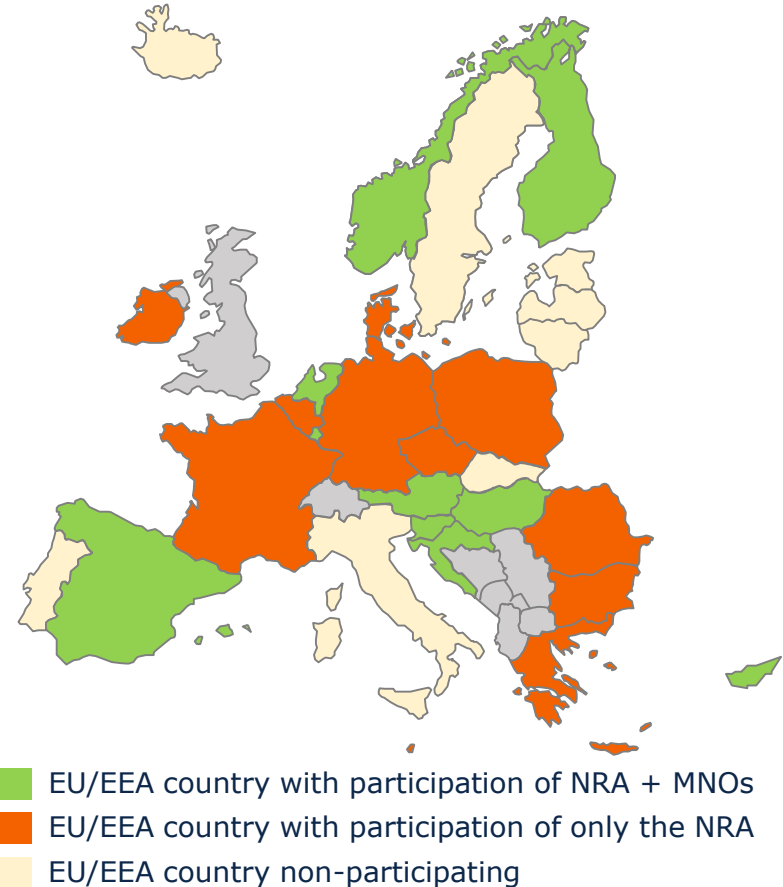 EU/EEA country with participation of NRA + MNOs
EU/EEA country with participation of only the NRA
EU/EEA country non-participating